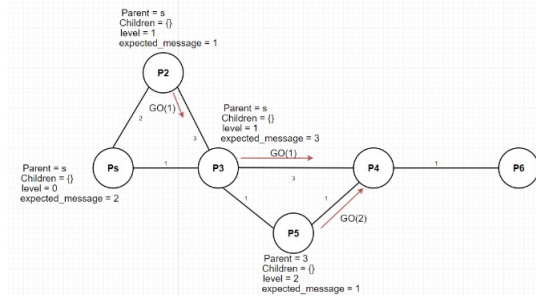 Parent = s
Children = {}
level = 1
expected_message = 1
P2
GO(1)
2
3
Parent = s
Children = {}
level = 1
expected_message = 3
GO(1)
Parent = s
Children = {}
level = 0
expected_message = 2
Ps
1
P3
3
P4
1
P6
1
1
GO(2)
P5
Parent = 3
Children = {}
level = 2
expected_message = 1